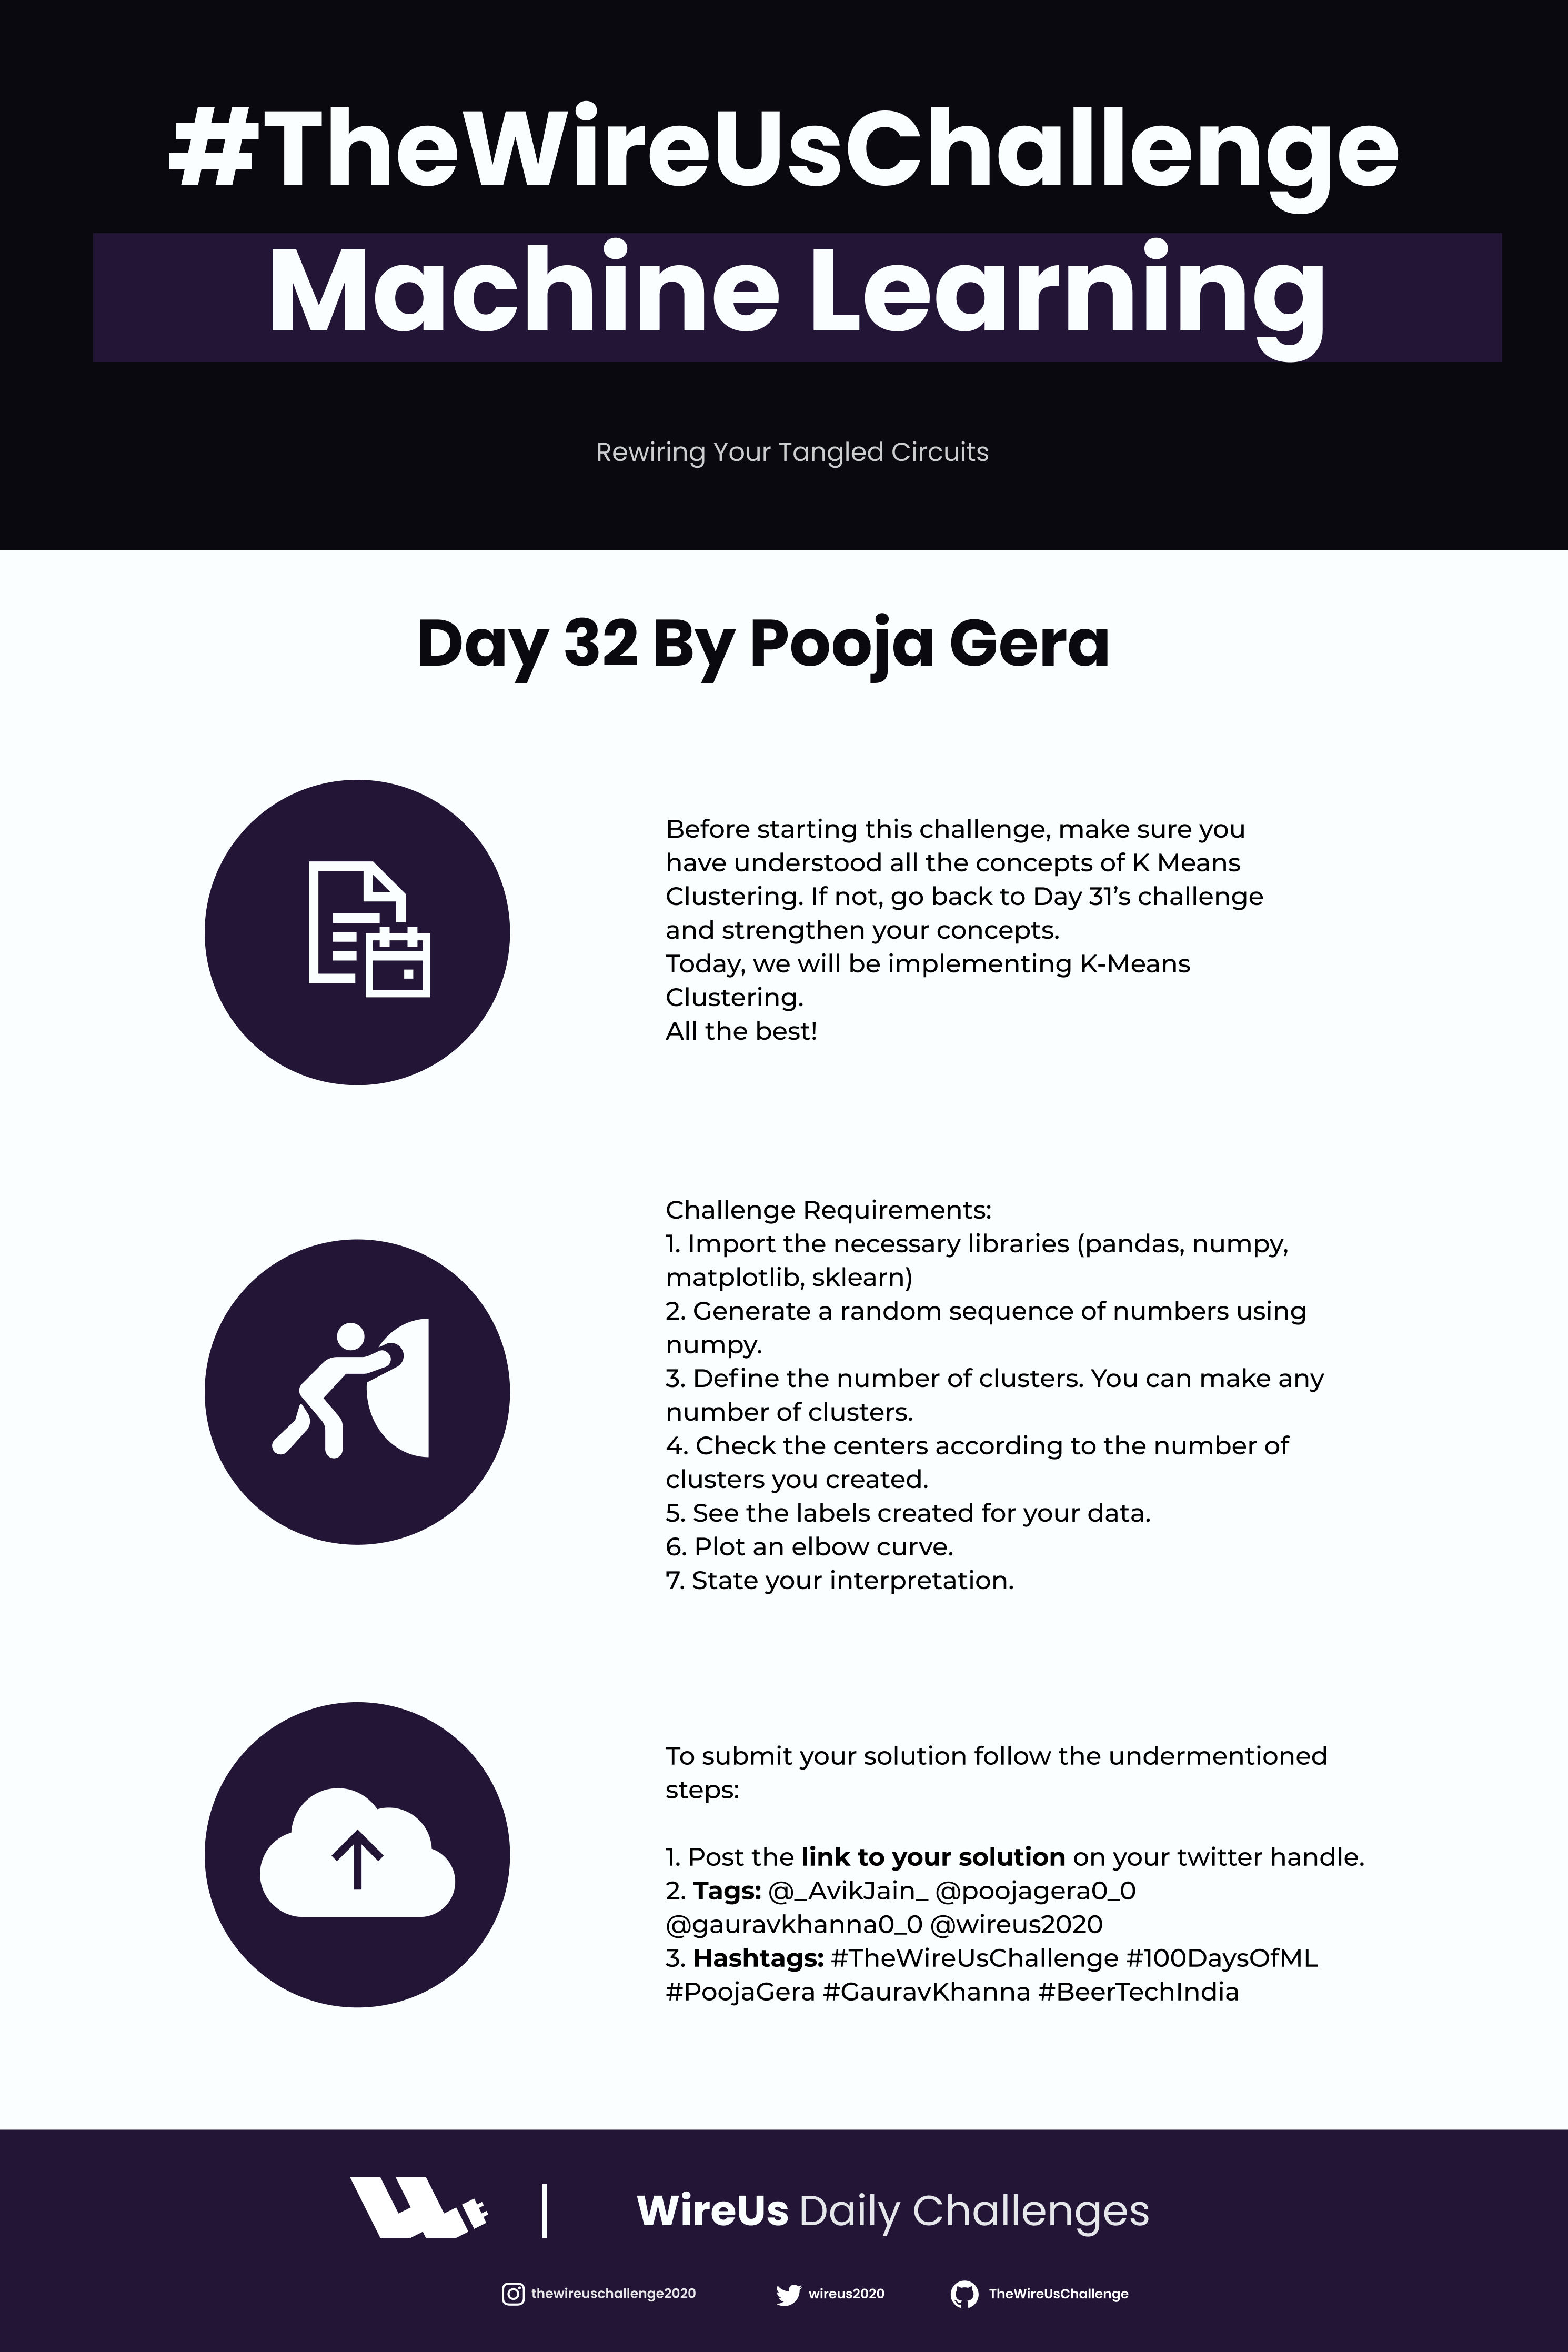 #TheWireUsChallenge
Machine Learning
Rewiring Your Tangled Circuits
Day 32 By Pooja Gera
Before starting this challenge, make sure you
have understood all the concepts of K Means
Clustering. If not, go back to Day 31’s challenge
and strengthen your concepts.
Today, we will be implementing K-Means
Clustering.
All the best!
Challenge Requirements:
1. Import the necessary libraries (pandas, numpy,
matplotlib, sklearn)
2. Generate a random sequence of numbers using
numpy.
3. Define the number of clusters. You can make any
number of clusters.
4. Check the centers according to the number of
clusters you created.
5. See the labels created for your data.
6. Plot an elbow curve.
7. State your interpretation.
To submit your solution follow the undermentioned
steps:
1. Post the link to your solution on your twitter handle.
2. Tags: @_AvikJain_ @poojagera0_0
@gauravkhanna0_0 @wireus2020
3. Hashtags: #TheWireUsChallenge #100DaysOfML
#PoojaGera #GauravKhanna #BeerTechIndia
WireUs Daily Challenges
thewireuschallenge2020 wireus2020 TheWireUsChallenge